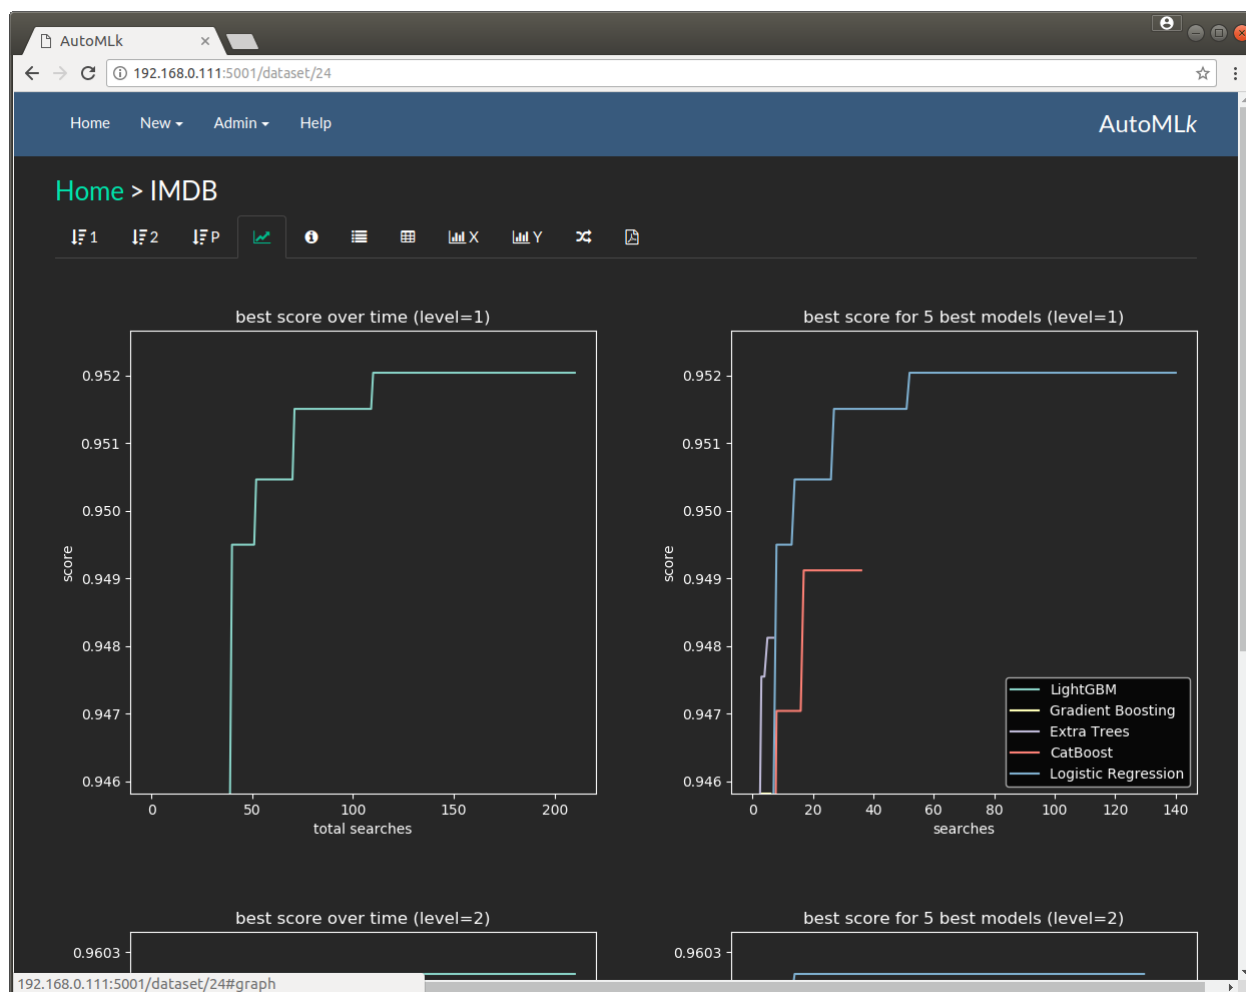 AutoMLk
192.168.0.111:5001/dataset/24
Home New Admin Help AutoMLk
Home > IMDB
1 2 P X Y
best score over time (level=1)
0.952
0.951
0.950
0.949
0.948
0.947
0.946
score
0 50 100 150 200
total searches
best score for 5 best models (level=1)
0.952
0.951
0.950
0.949
0.948
0.947
0.946
score
LightGBM
Gradient Boosting
Extra Trees
CatBoost
Logistic Regression
0 20 40 60 80 100 120 140
searches
best score over time (level=2)
0.9603
best score for 5 best models (level=2)
0.9603
192.168.0.111:5001/dataset/24#graph